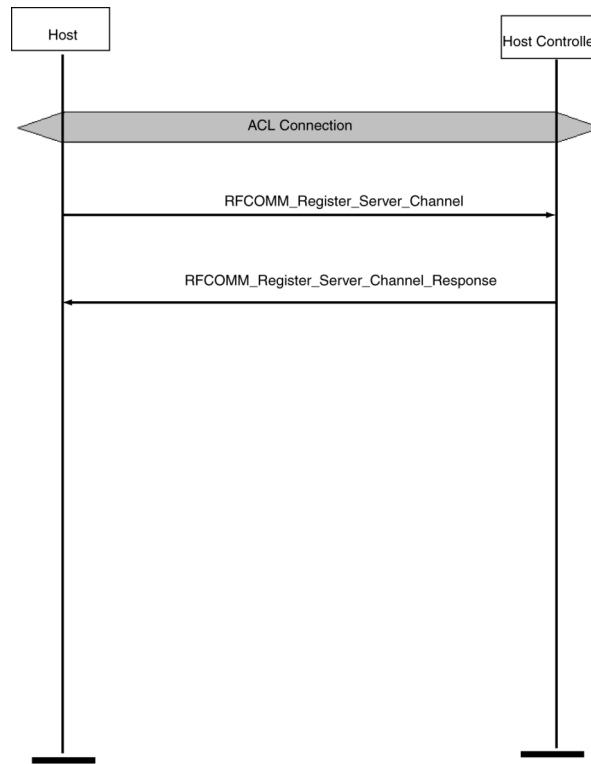 Host
Host Controlle
ACL Connection
RFCOMM_Register_Server_Channel
RFCOMM_Register_Server_Channel_Response